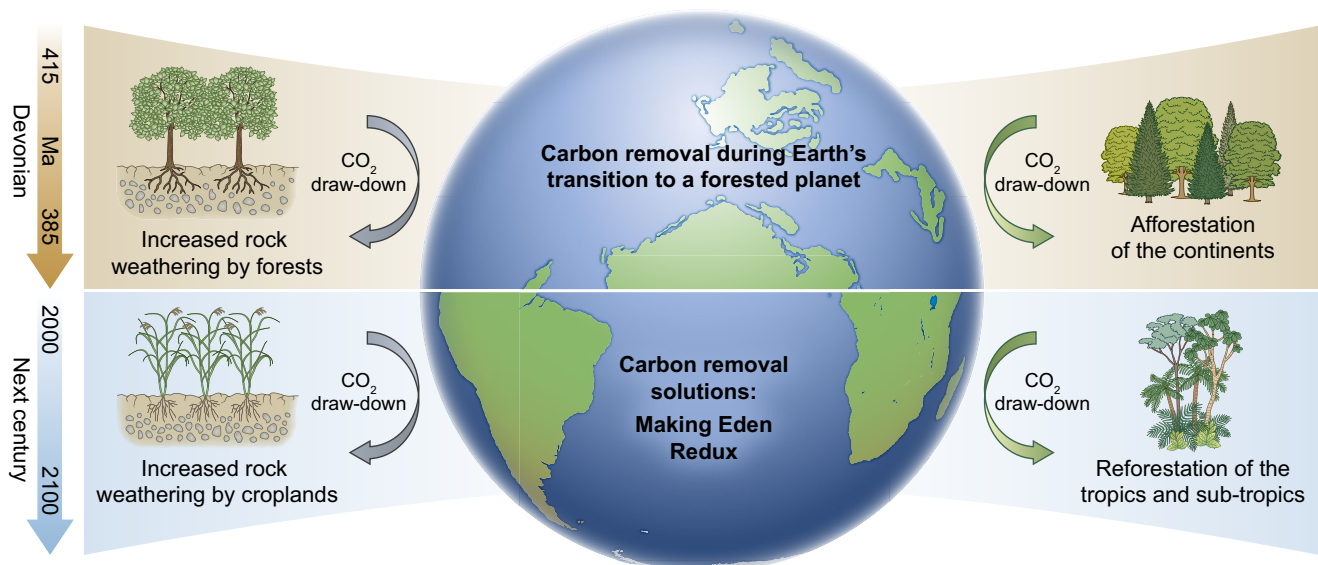 415
Ma
385
Devonian
CO2
draw-down
Increased rock
weathering by forests
Carbon removal during Earth's
transition to a forested planet
CO2
draw-down
Afforestation
of the continents
2000
2100
Next century
CO2
draw-down
Increased rock
weathering by croplands
Carbon removal
solutions:
Making Eden
Redux
CO2
draw-down
Reforestation of the
tropics and sub-tropics